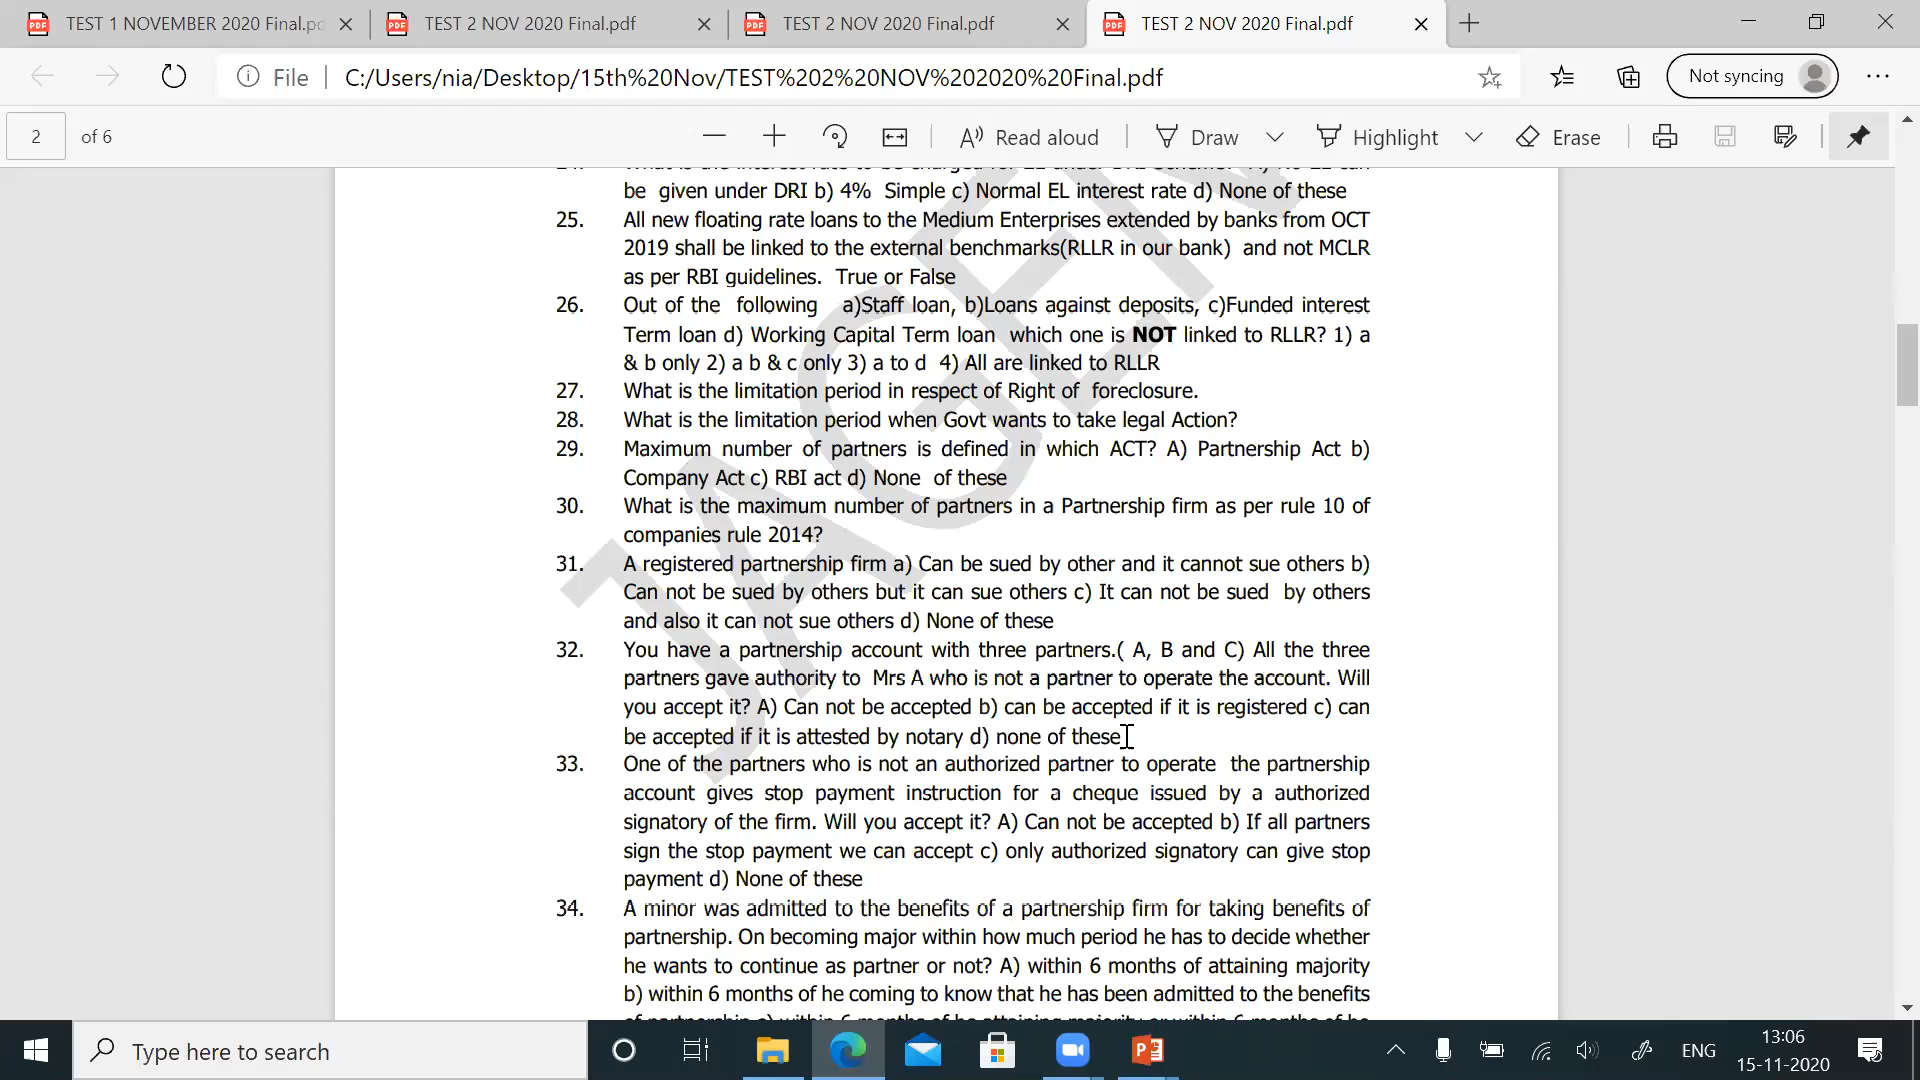 TEST 1 NOVEMBER 2020 Final.pd
TEST 2 NOV 2020 Final.pdf
TEST 2 NOV 2020 Final.pdf
TEST 2 NOV 2020 Final.pdf
File
C:/Users/nia/Desktop/15th%20Nov/TEST%202%20NOV%202020%20Final.pdf
Not syncing
2 of 6
Read aloud
Draw
Highlight
Erase
be given under DRI b) 4% Simple c) Normal EL interest rate d) None of these
25. All new floating rate loans to the Medium Enterprises extended by banks from OCT
2019 shall be linked to the external benchmarks(RLLR in our bank) and not MCLR
as per RBI guidelines. True or False
26. Out of the following a)Staff loan, b)Loans against deposits, c)Funded interest
Term loan d) Working Capital Term loan which one is NOT linked to RLLR? 1) a
& b only 2) a b & c only 3) a to d 4) All are linked to RLLR
27. What is the limitation period in respect of Right of foreclosure.
28. What is the limitation period when Govt wants to take legal Action?
29. Maximum number of partners is defined in which ACT? A) Partnership Act b)
Company Act c) RBI act d) None of these
30. What is the maximum number of partners in a Partnership firm as per rule 10 of
companies rule 2014?
31. A registered partnership firm a) Can be sued by other and it cannot sue others b)
Can not be sued by others but it can sue others c) It can not be sued by others
and also it can not sue others d) None of these
32. You have a partnership account with three partners.( A, B and C) All the three
partners gave authority to Mrs A who is not a partner to operate the account. Will
you accept it? A) Can not be accepted b) can be accepted if it is registered c) can
be accepted if it is attested by notary d) none of these
33. One of the partners who is not an authorized partner to operate the partnership
account gives stop payment instruction for a cheque issued by a authorized
signatory of the firm. Will you accept it? A) Can not be accepted b) If all partners
sign the stop payment we can accept c) only authorized signatory can give stop
payment d) None of these
34. A minor was admitted to the benefits of a partnership firm for taking benefits of
partnership. On becoming major within how much period he has to decide whether
he wants to continue as partner or not? A) within 6 months of attaining majority
b) within 6 months of he coming to know that he has been admitted to the benefits
Type here to search
ENG
13:06
15-11-2020